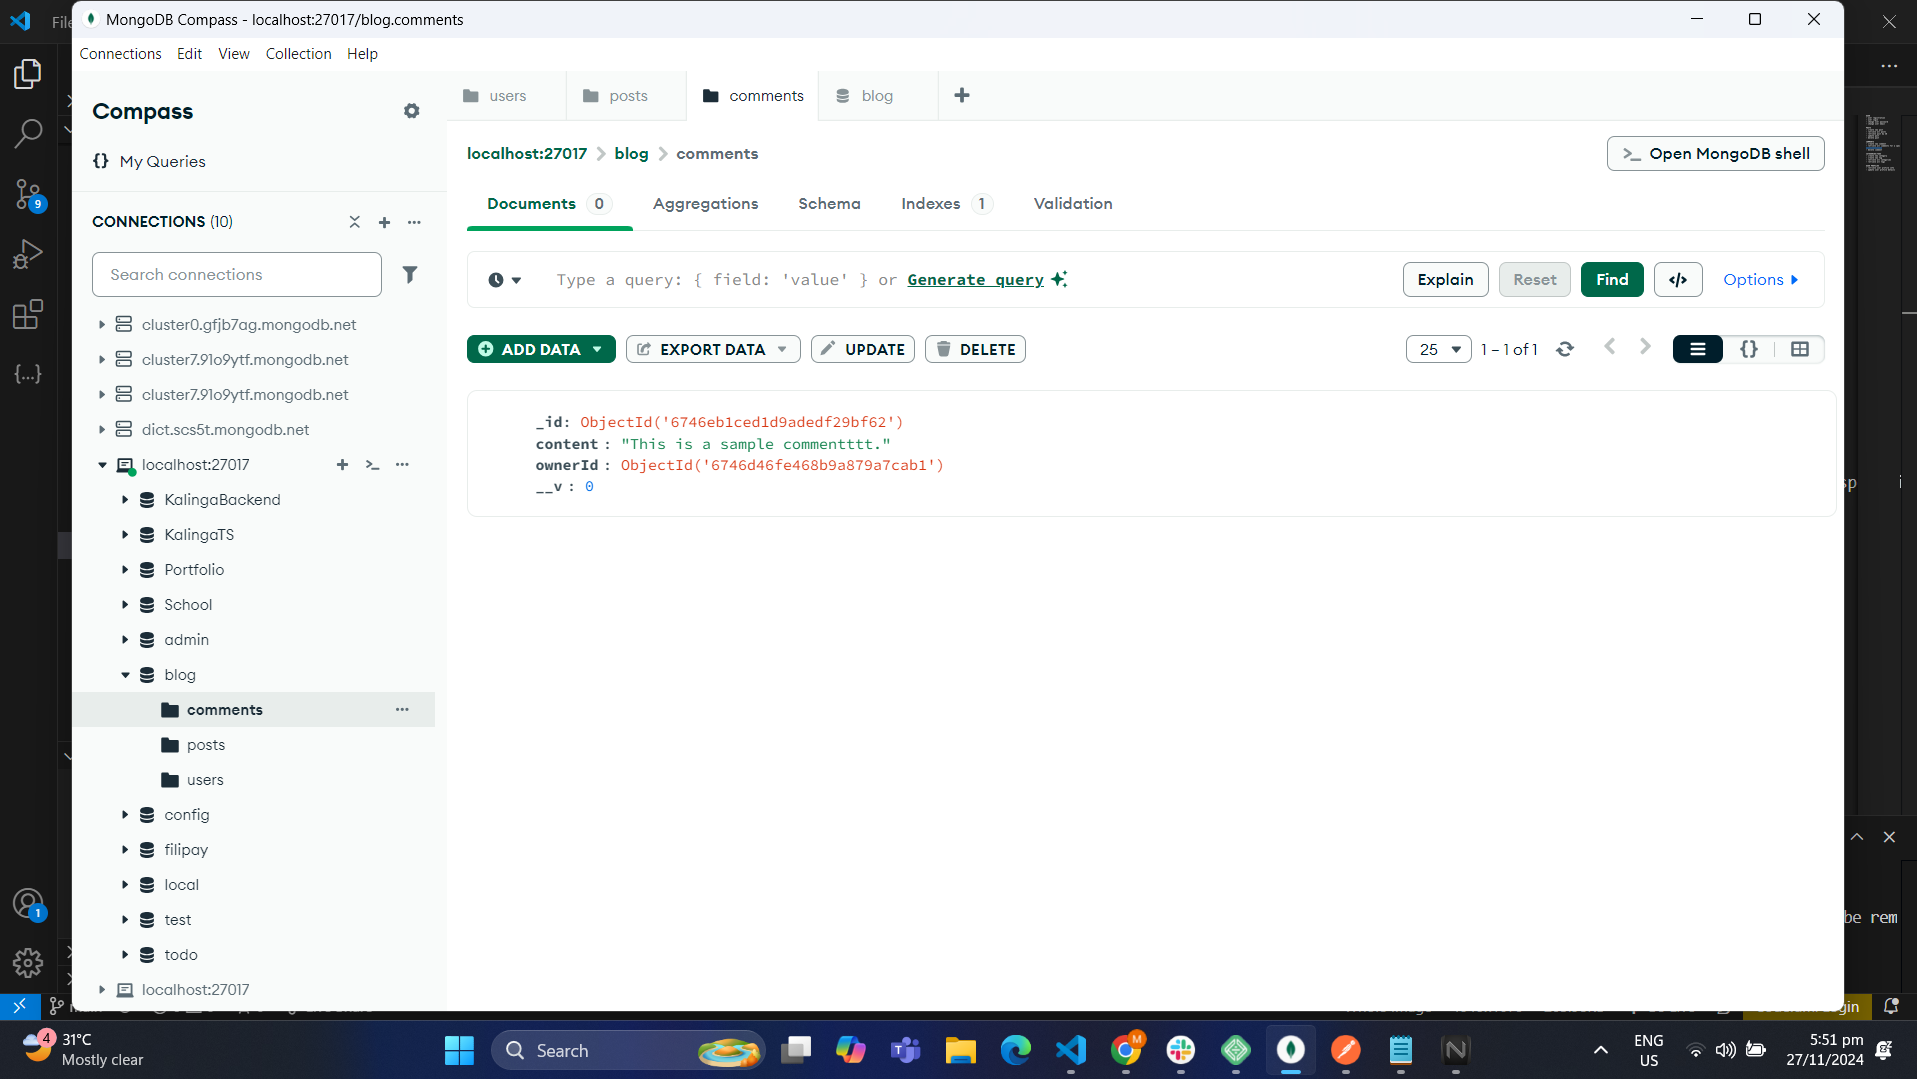 File
MongoDB Compass - localhost:27017/blog.comments
Connections Edit View Collection Help
Compass
{} My Queries
CONNECTIONS (10)
Search connections
cluster0.gfjb7ag.mongodb.net
cluster7.91o9ytf.mongodb.net
cluster7.91o9ytf.mongodb.net
dict.scs5t.mongodb.net
localhost:27017
KalingaBackend
KalingaTS
Portfolio
School
admin
blog
comments
posts
users
config
filipay
local
test
todo
localhost:27017
users posts comments blog
localhost:27017 blog comments
>_ Open MongoDB shell
Documents 0 Aggregations Schema Indexes 1 Validation
Type a query: { field: 'value' } or Generate query
Explain Reset Find </> Options
ADD DATA EXPORT DATA UPDATE DELETE
25 1 – 1 of 1 {}
_id: ObjectId('6746eb1ced1d9adedf29bf62')
content : "This is a sample commentttt."
ownerId : ObjectId('6746d46fe468b9a879a7cab1')
__v : 0
9
1
sp i
be rem
4 31°C
Mostly clear
Search
M
ENG
US
5:51 pm
27/11/2024